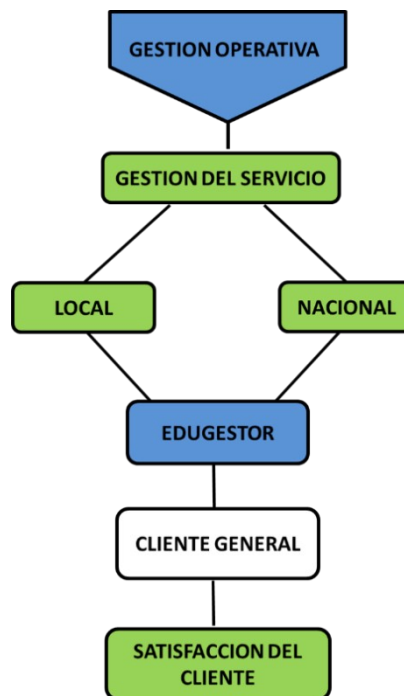 GESTION OPERATIVA
GESTION DEL SERVICIO
LOCAL
NACIONAL
EDUGESTOR
CLIENTE GENERAL
SATISFACCION DEL
CLIENTE